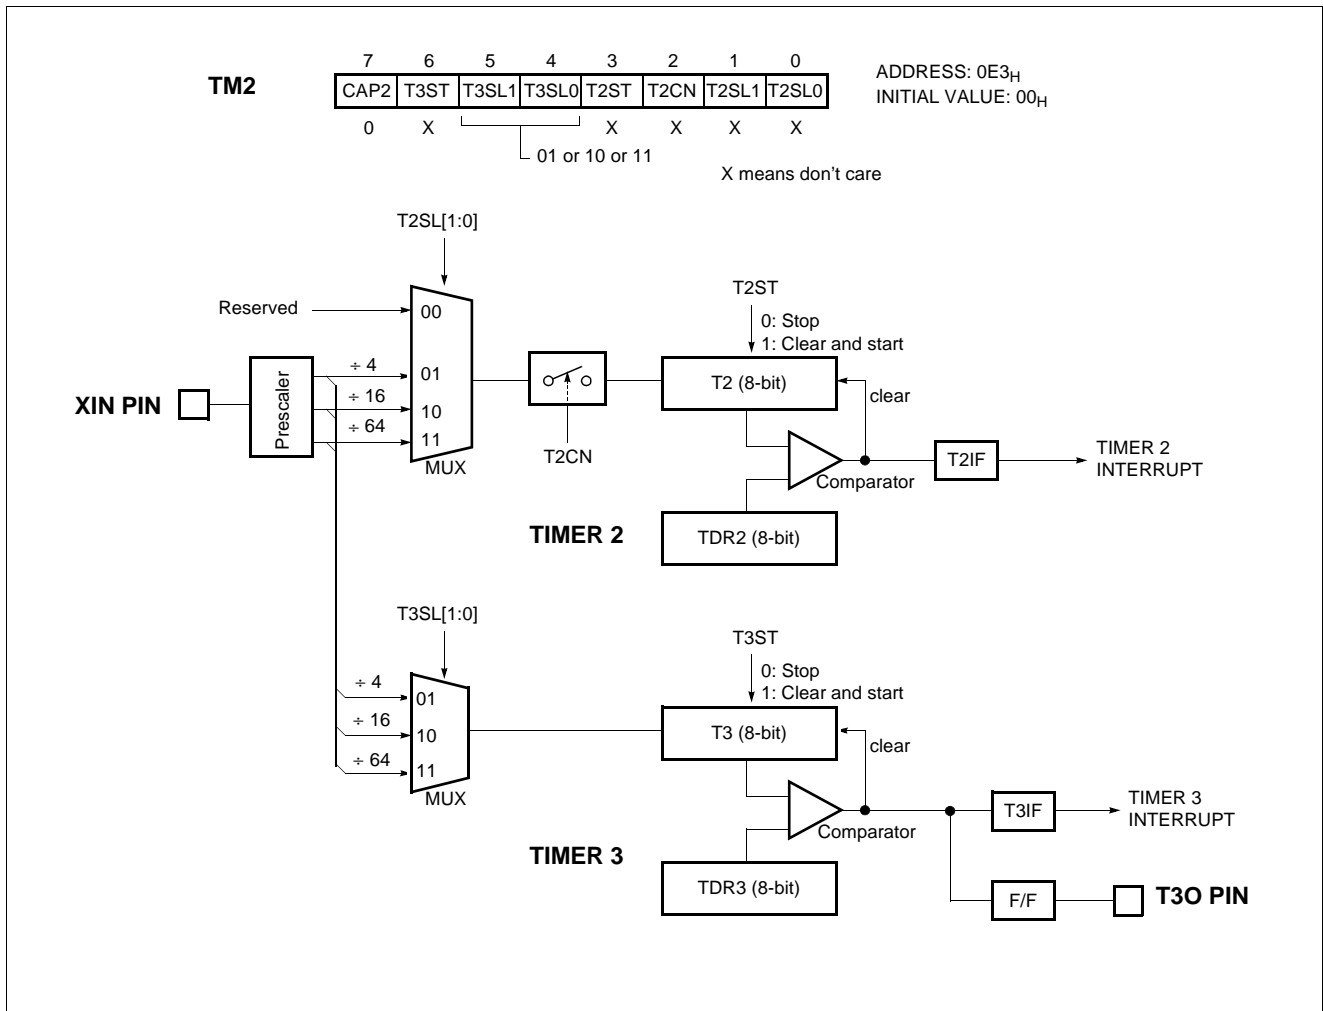 7 6 5 4 3 2 1 0
TM2
CAP2 T3ST T3SL1 T3SL0 T2ST T2CN T2SL1 T2SL0
ADDRESS: 0E3H
INITIAL VALUE: 00H
0 X X X X X
01 or 10 or 11
X means don't care
T2SL[1:0]
Reserved
00
T2ST
0: Stop
1: Clear and start
XIN PIN
Prescaler
÷ 4
01
÷ 16
10
÷ 64
11
MUX
T2CN
T2 (8-bit)
clear
Comparator
T2IF
TIMER 2
INTERRUPT
TIMER 2
TDR2 (8-bit)
T3SL[1:0]
T3ST
0: Stop
1: Clear and start
÷ 4
01
÷ 16
10
÷ 64
11
MUX
T3 (8-bit)
clear
Comparator
T3IF
TIMER 3
INTERRUPT
TIMER 3
TDR3 (8-bit)
F/F
T3O PIN